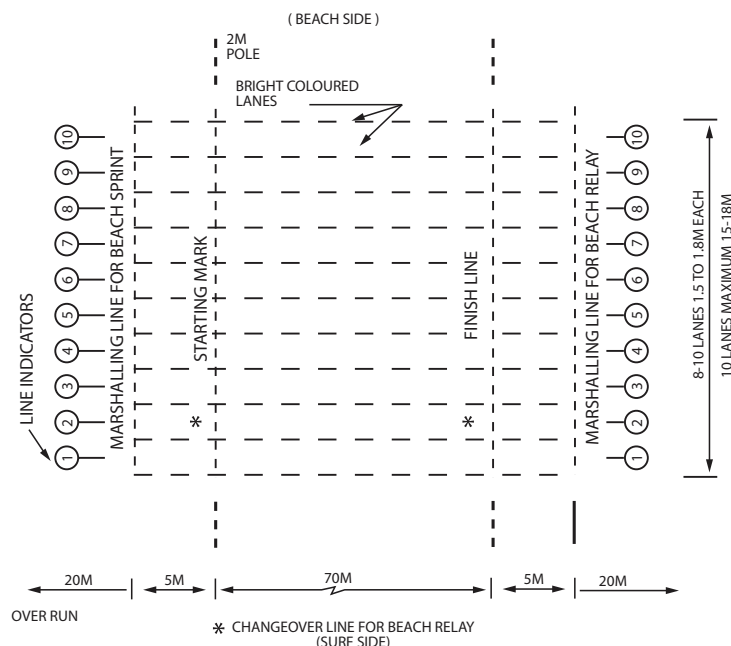 ( BEACH SIDE )
2M
POLE
BRIGHT COLOURED
LANES
10
9
8
7
6
5
4
3
2
1
LINE INDICATORS
MARSHALLING LINE FOR BEACH SPRINT
STARTING MARK
FINISH LINE
MARSHALLING LINE FOR BEACH RELAY
10
9
8
7
6
5
4
3
2
1
8-10 LANES 1.5 TO 1.8M EACH
10 LANES MAXIMUM 15-18M
*
*
20M
5M
70M
5M
20M
OVER RUN
* CHANGEOVER LINE FOR BEACH RELAY
(SURF SIDE)